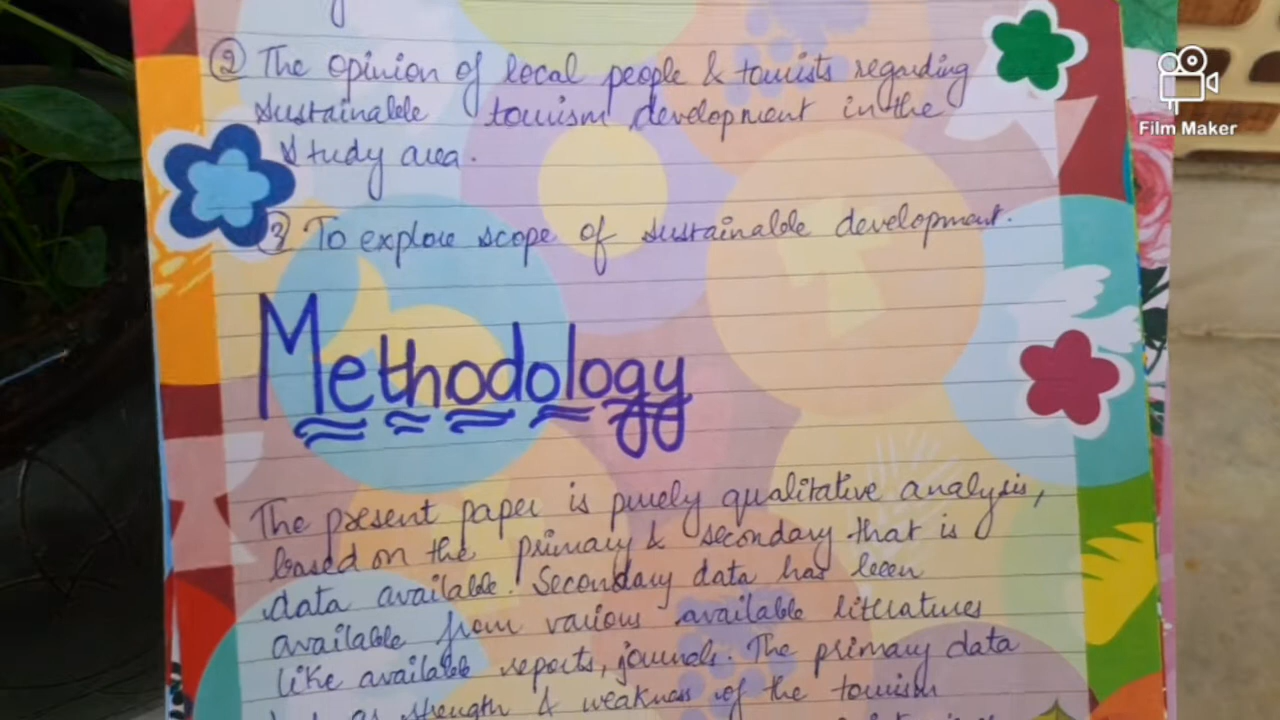 ② The opinion of local people & tourists regarding
sustainable tourism development in the
study area.
③ To explore scope of sustainable development.
Methodology
The present paper is purely qualitative analysis,
based on the primary & secondary that is
data available. Secondary data has been
available from various available literatures
like available reports, journals. The primary data
as strength & weakness of the tourism
Film Maker